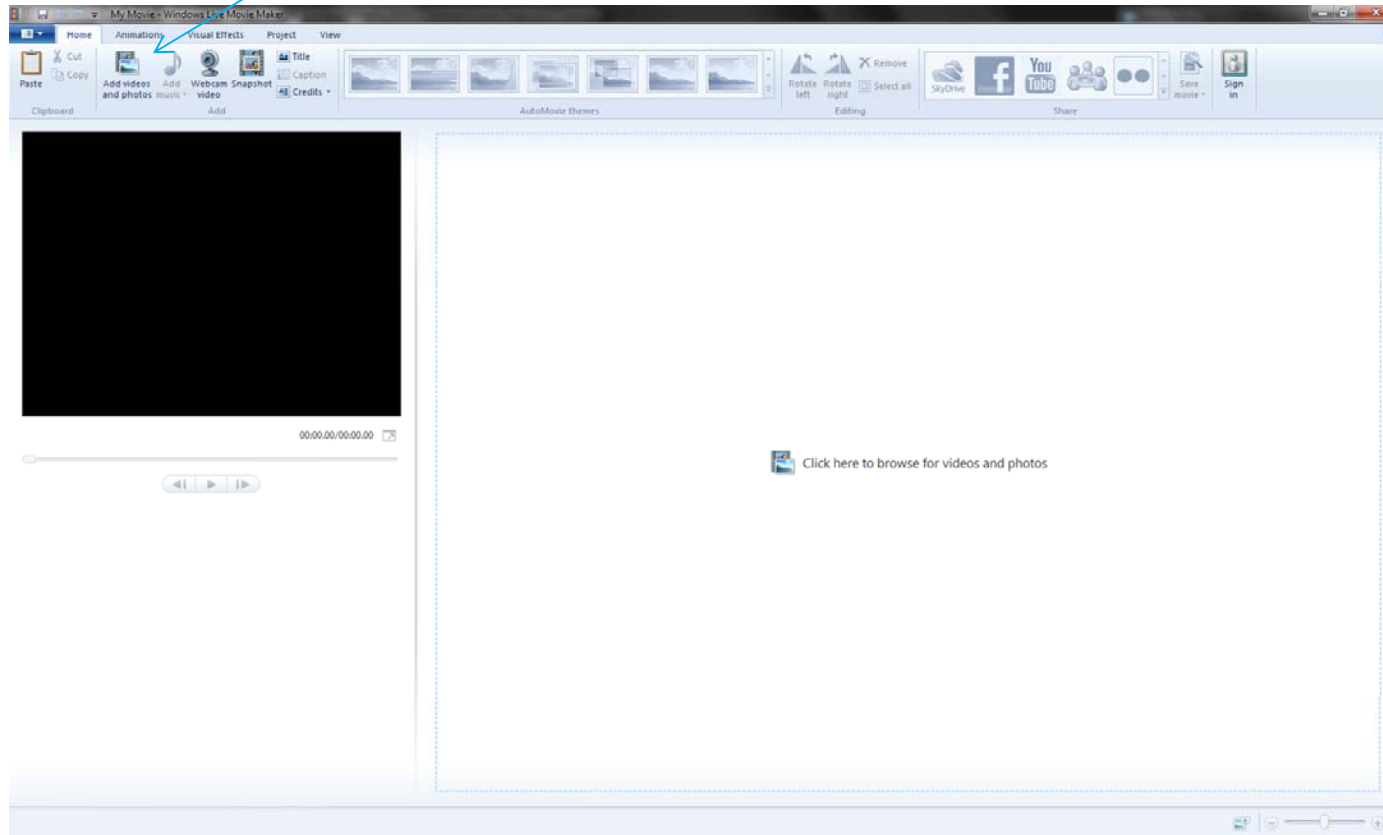 My Movie - Windows Live Movie Maker
Home Animations Visual Effects Project View
Paste
Cut
Copy
Clipboard
Add videos and photos
Add music
Webcam video
Snapshot
Title
Caption
Credits
Add
AutoMovie themes
Rotate left
Rotate right
Remove
Select all
Editing
SkyDrive
f
You Tube
Share
Save movie
Sign in
00:00.00/00:00.00
Click here to browse for videos and photos